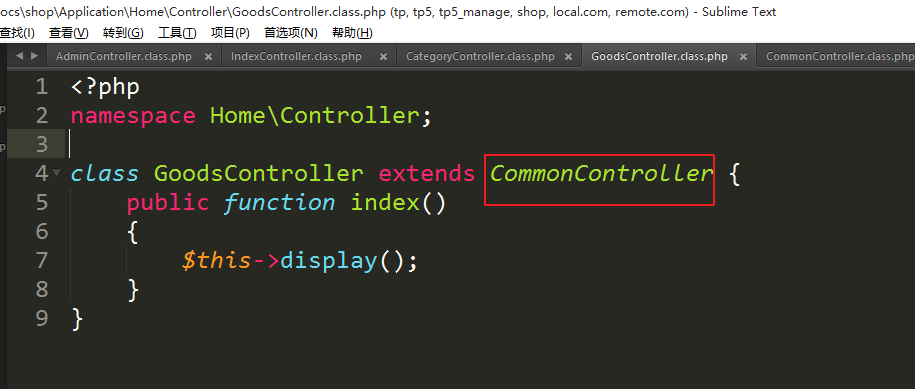 ocs\shop\Application\Home\Controller\GoodsController.class.php (tp, tp5, tp5_manage, shop, local.com, remote.com) - Sublime Text
查找(I) 查看(V) 转到(G) 工具(T) 项目(P) 首选项(N) 帮助(H)
AdminController.class.php × IndexController.class.php × CategoryController.class.php × GoodsController.class.php × CommonController.class.php
1 <?php
2 namespace Home\Controller;
3
4 class GoodsController extends CommonController {
5 public function index()
6 {
7 $this->display();
8 }
9 }